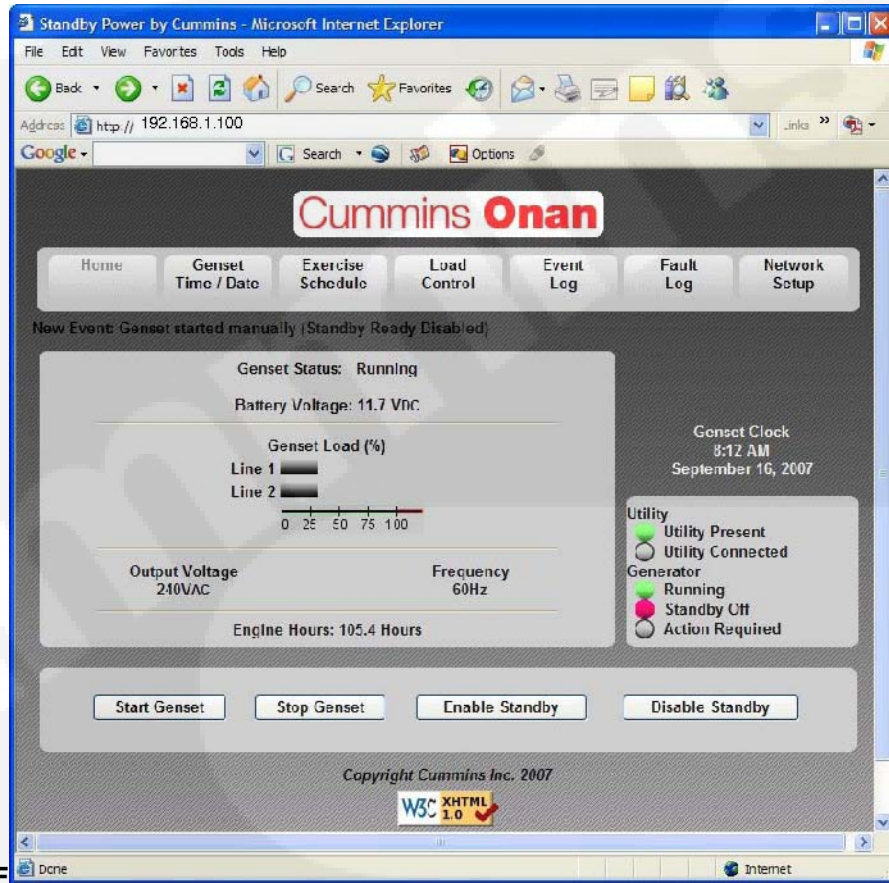 Standby Power by Cummins - Microsoft Internet Explorer
File Edit View Favorites Tools Help
Back Search Favorites
Address http:// 192.168.1.100 Links »
Google Search Options
Cummins Onan
Home Genset Time / Date Exercise Schedule Load Control Event Log Fault Log Network Setup
New Event: Genset started manually (Standby Ready Disabled)
Genset Status: Running
Battery Voltage: 11.7 VDC
Genset Load (%)
Line 1
Line 2
0 25 50 75 100
Output Voltage Frequency
240VAC 60Hz
Engine Hours: 105.4 Hours
Genset Clock
8:12 AM
September 16, 2007
Utility
Utility Present
Utility Connected
Generator
Running
Standby Off
Action Required
Start Genset Stop Genset Enable Standby Disable Standby
Copyright Cummins Inc. 2007
W3C XHTML 1.0
Done Internet